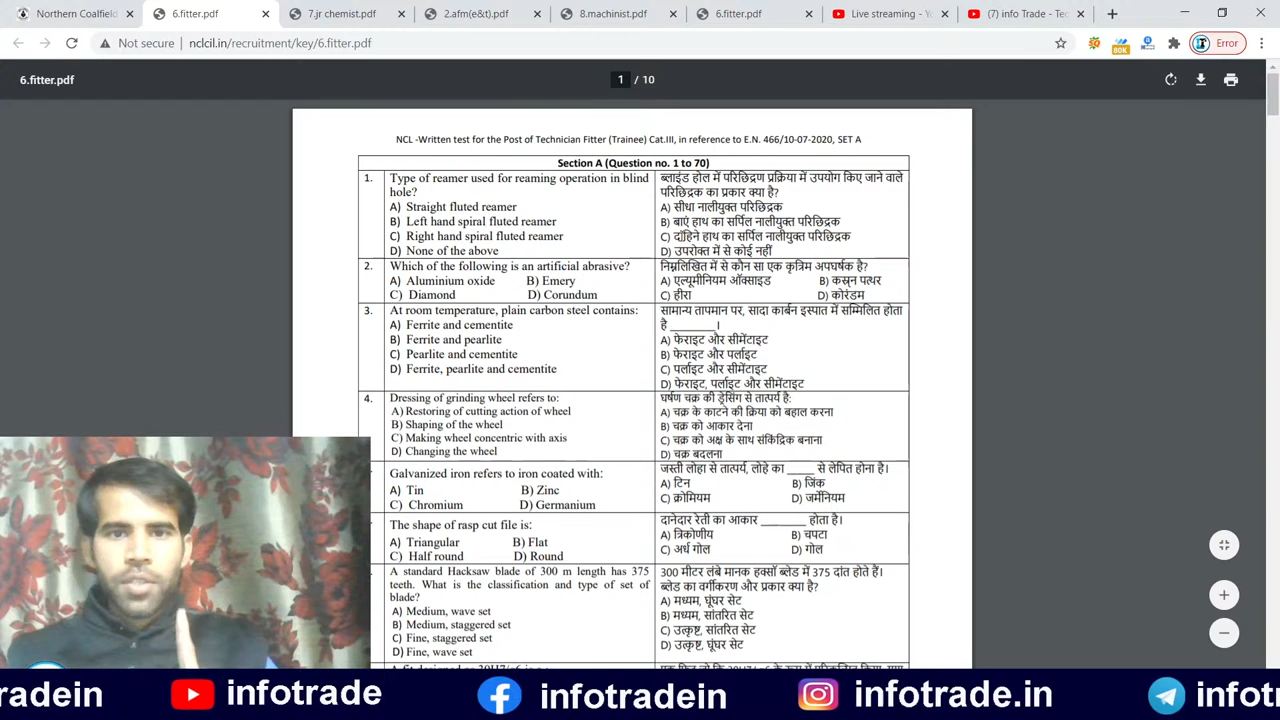 Northern Coalfield
6.fitter.pdf
7.jr chemist.pdf
2.afm(e&t).pdf
8.machinist.pdf
6.fitter.pdf
Live streaming - Yo
(7) info Trade - Tec
Not secure
nclcil.in/recruitment/key/6.fitter.pdf
BDK
Error
6.fitter.pdf
1 / 10
NCL -Written test for the Post of Technician Fitter (Trainee) Cat.III, in reference to E.N. 466/10-07-2020, SET A
Section A (Question no. 1 to 70)
1. Type of reamer used for reaming operation in blind
hole?
A) Straight fluted reamer
B) Left hand spiral fluted reamer
C) Right hand spiral fluted reamer
D) None of the above
ब्लाइंड होल में परिछिद्रण प्रक्रिया में उपयोग किए जाने वाले
परिछिद्रक का प्रकार क्या है?
A) सीधा नालीयुक्त परिछिद्रक
B) बाएं हाथ का सर्पिल नालीयुक्त परिछिद्रक
C) दाहिने हाथ का सर्पिल नालीयुक्त परिछिद्रक
D) उपरोक्त में से कोई नहीं
2. Which of the following is an artificial abrasive?
A) Aluminium oxide B) Emery
C) Diamond D) Corundum
निम्नलिखित में से कौन सा एक कृत्रिम अपघर्षक है?
A) एल्यूमीनियम ऑक्साइड B) कस्रन पत्थर
C) हीरा D) कोरंडम
3. At room temperature, plain carbon steel contains:
A) Ferrite and cementite
B) Ferrite and pearlite
C) Pearlite and cementite
D) Ferrite, pearlite and cementite
सामान्य तापमान पर, सादा कार्बन इस्पात में सम्मिलित होता
है ________।
A) फेराइट और सीमेंटाइट
B) फेराइट और पर्लाइट
C) पर्लाइट और सीमेंटाइट
D) फेराइट, पर्लाइट और सीमेंटाइट
4. Dressing of grinding wheel refers to:
A) Restoring of cutting action of wheel
B) Shaping of the wheel
C) Making wheel concentric with axis
D) Changing the wheel
घर्षण चक्र की ड्रेसिंग से तात्पर्य है:
A) चक्र के काटने की क्रिया को बहाल करना
B) चक्र को आकार देना
C) चक्र को अक्ष के साथ संकेंद्रिक बनाना
D) चक्र बदलना
Galvanized iron refers to iron coated with:
A) Tin B) Zinc
C) Chromium D) Germanium
जस्ती लोहा से तात्पर्य, लोहे का _____ से लेपित होना है।
A) टिन B) जिंक
C) क्रोमियम D) जर्मेनियम
The shape of rasp cut file is:
A) Triangular B) Flat
C) Half round D) Round
दानेदार रेती का आकार ________ होता है।
A) त्रिकोणीय B) चपटा
C) अर्ध गोल D) गोल
A standard Hacksaw blade of 300 m length has 375
teeth. What is the classification and type of set of
blade?
A) Medium, wave set
B) Medium, staggered set
C) Fine, staggered set
D) Fine, wave set
300 मीटर लंबे मानक हक्सॉ ब्लेड में 375 दांत होते हैं।
ब्लेड का वर्गीकरण और प्रकार क्या है?
A) मध्यम, घूंघर सेट
B) मध्यम, सांतरित सेट
C) उत्कृष्ट, सांतरित सेट
D) उत्कृष्ट, घूंघर सेट
infotrade
infotradein
infotrade.in